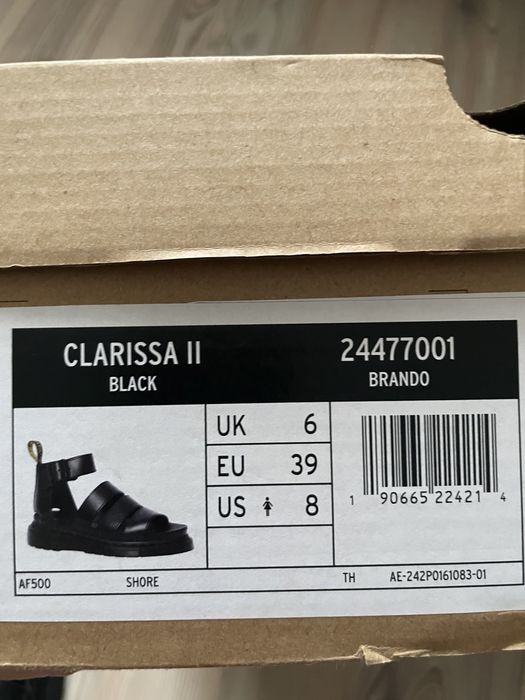 CLARISSA II
BLACK
24477001
BRANDO
UK 6
EU 39
US 8
1 90665 22421 4
AF500 SHORE TH AE-242P0161083-01